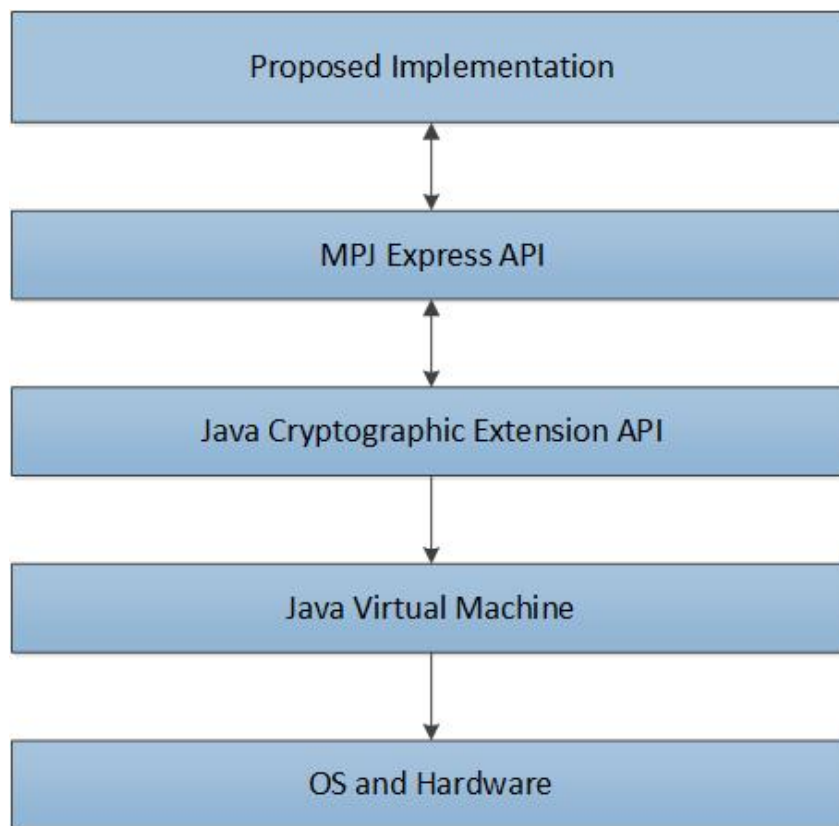 Proposed Implementation
MPJ Express API
Java Cryptographic Extension API
Java Virtual Machine
OS and Hardware